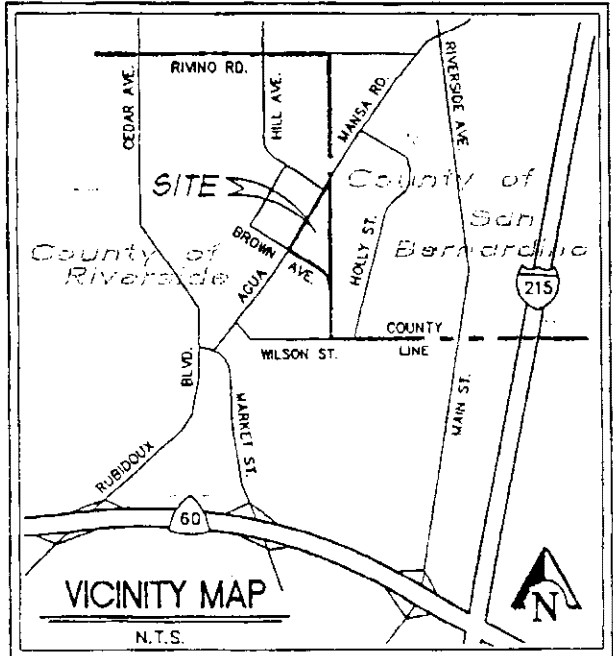 RIVINO RD.
CEDAR AVE.
HILL AVE.
MANSA RD.
RIVERSIDE AVE.
SITE
County of
San
Bernardino
County of
Riverside
BROWN AVE.
AGUA
HOLLY ST.
215
COUNTY
LINE
WILSON ST.
BLVD.
MARKET ST.
MAIN ST.
RUBIDOUX
60
VICINITY MAP
N.T.S.
N